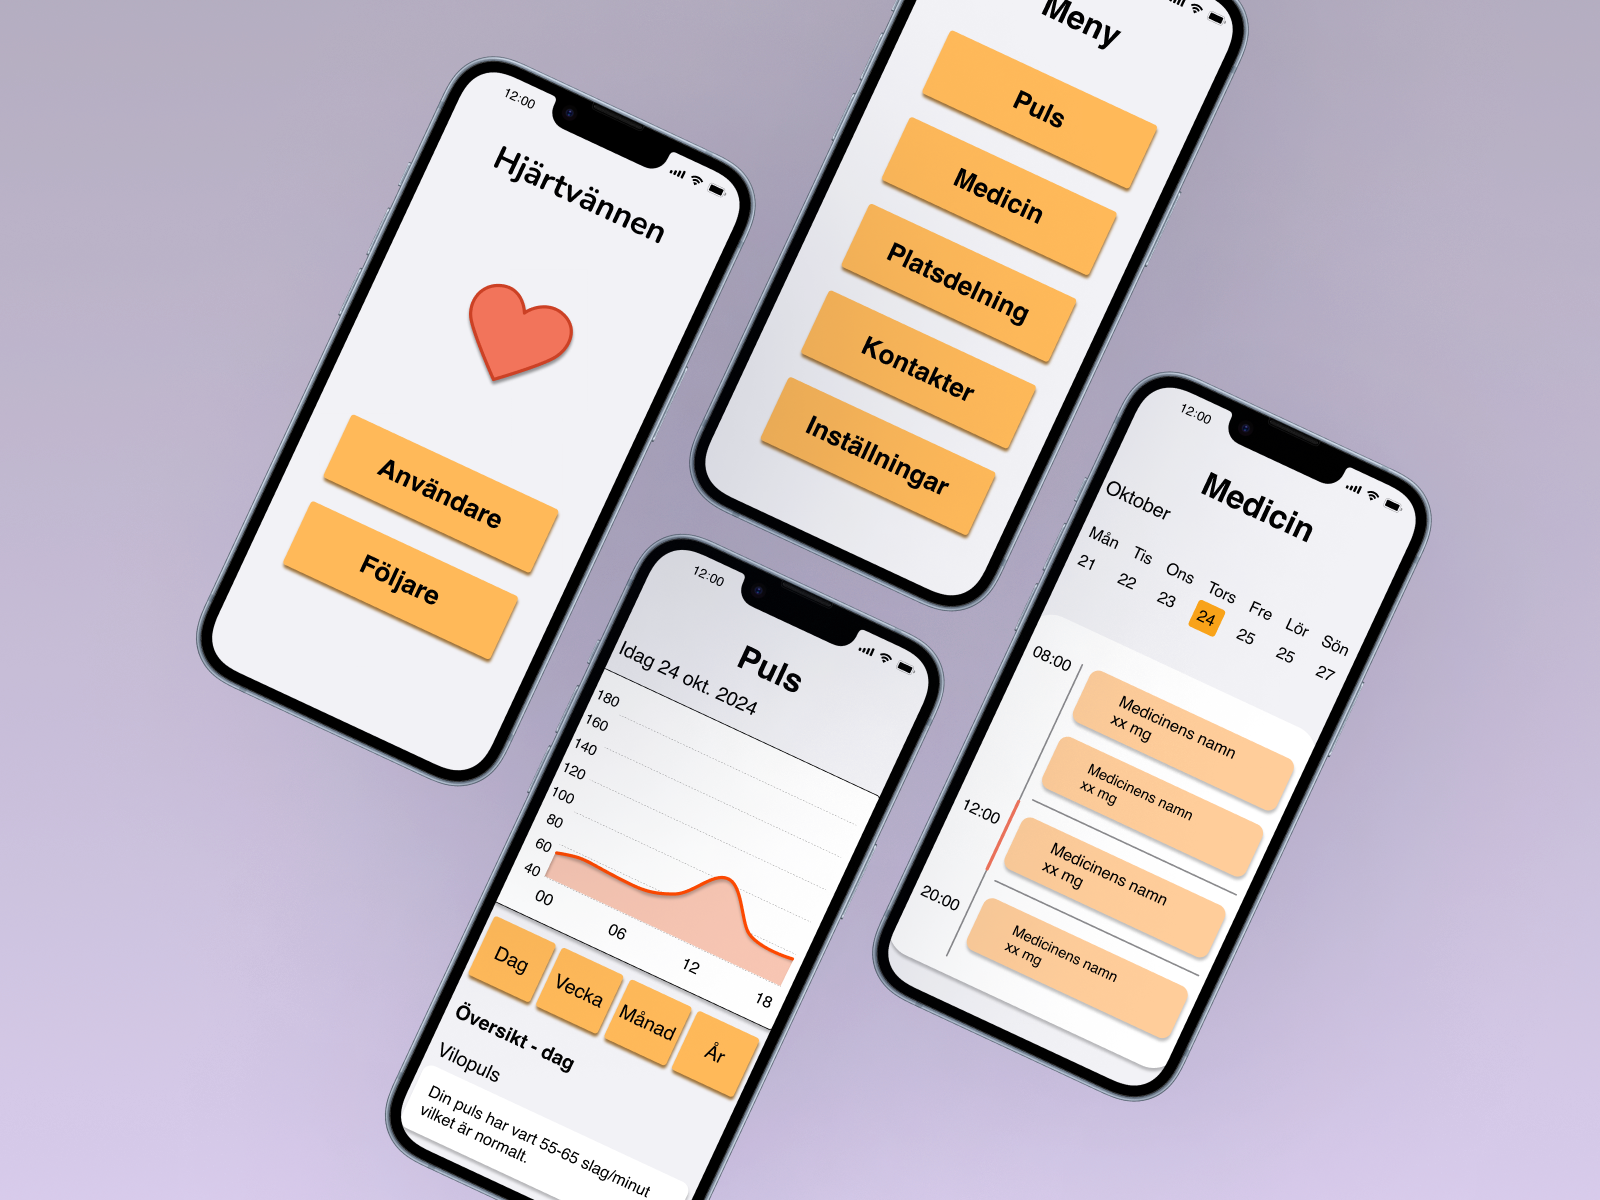 12:00
Hjärtvännen
Användare
Följare
Meny
Puls
Medicin
Platsdelning
Kontakter
Inställningar
12:00
Puls
Idag 24 okt. 2024
180
160
140
120
100
80
60
40
00
06
12
18
Dag
Vecka
Månad
År
Översikt - dag
Vilopuls
Din puls har vart 55-65 slag/minut
vilket är normalt.
12:00
Medicin
Oktober
Mån Tis Ons Tors Fre Lör Sön
21 22 23 24 25 25 27
08:00
Medicinens namn
xx mg
Medicinens namn
xx mg
12:00
Medicinens namn
xx mg
20:00
Medicinens namn
xx mg